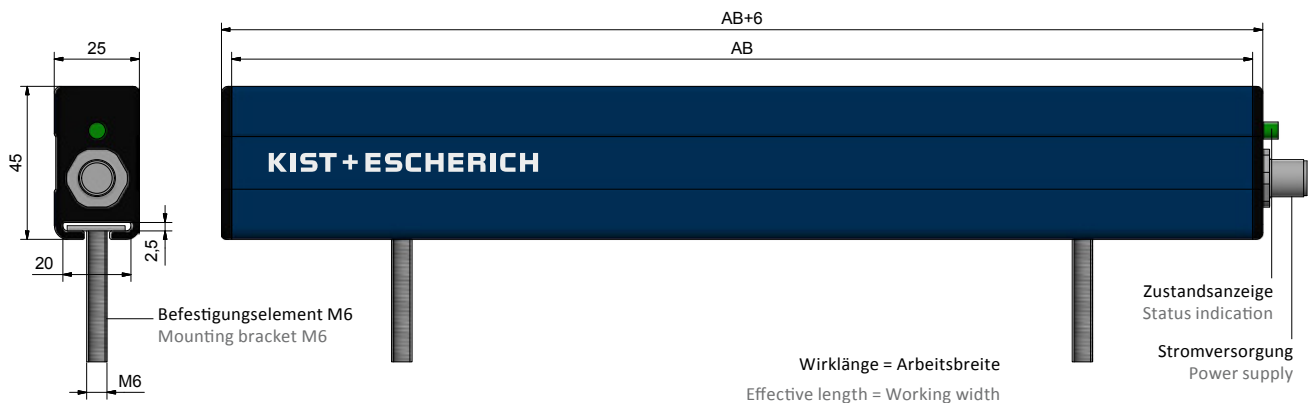 AB+6
25
AB
45
KIST+ESCHERICH
2,5
20
Befestigungselement M6
Mounting bracket M6
M6
Zustandsanzeige
Status indication
Stromversorgung
Power supply
Wirklänge = Arbeitsbreite
Effective length = Working width